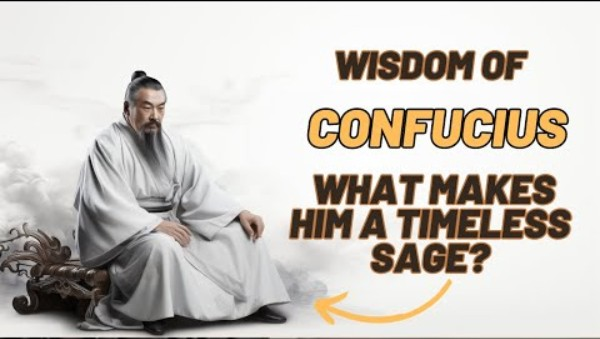 WISDOM OF
CONFUCIUS
WHAT MAKES
HIM A TIMELESS
SAGE?